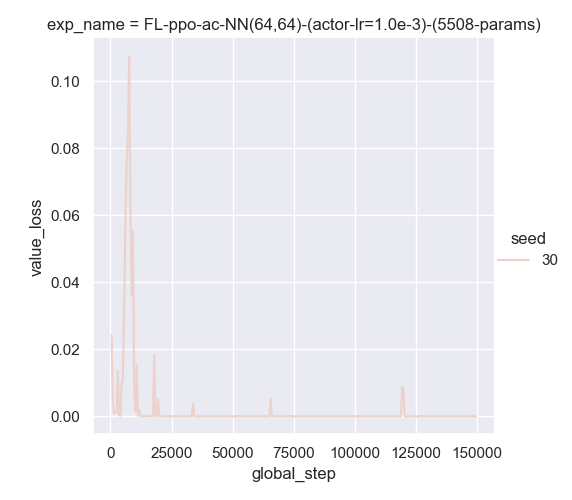 exp_name = FL-ppo-ac-NN(64,64)-(actor-lr=1.0e-3)-(5508-params)
0.10
0.08
0.06
0.04
0.02
0.00
value_loss
0 25000 50000 75000 100000 125000 150000
global_step
seed
30